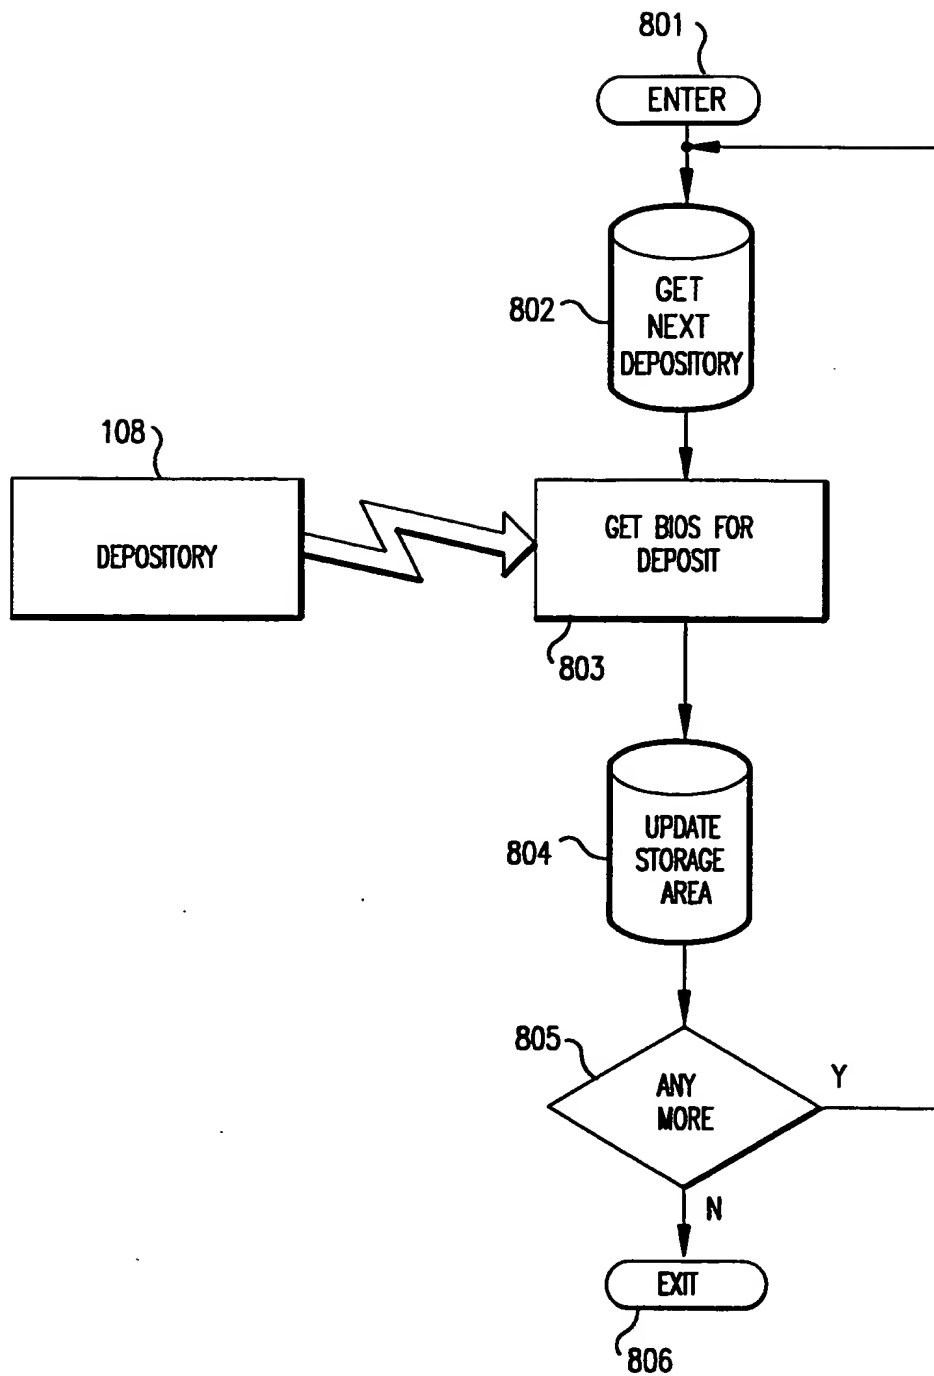 801
ENTER
802
GET
NEXT
DEPOSITORY
108
DEPOSITORY
GET BIOS FOR
DEPOSIT
803
804
UPDATE
STORAGE
AREA
805
ANY
MORE
Y
N
EXIT
806